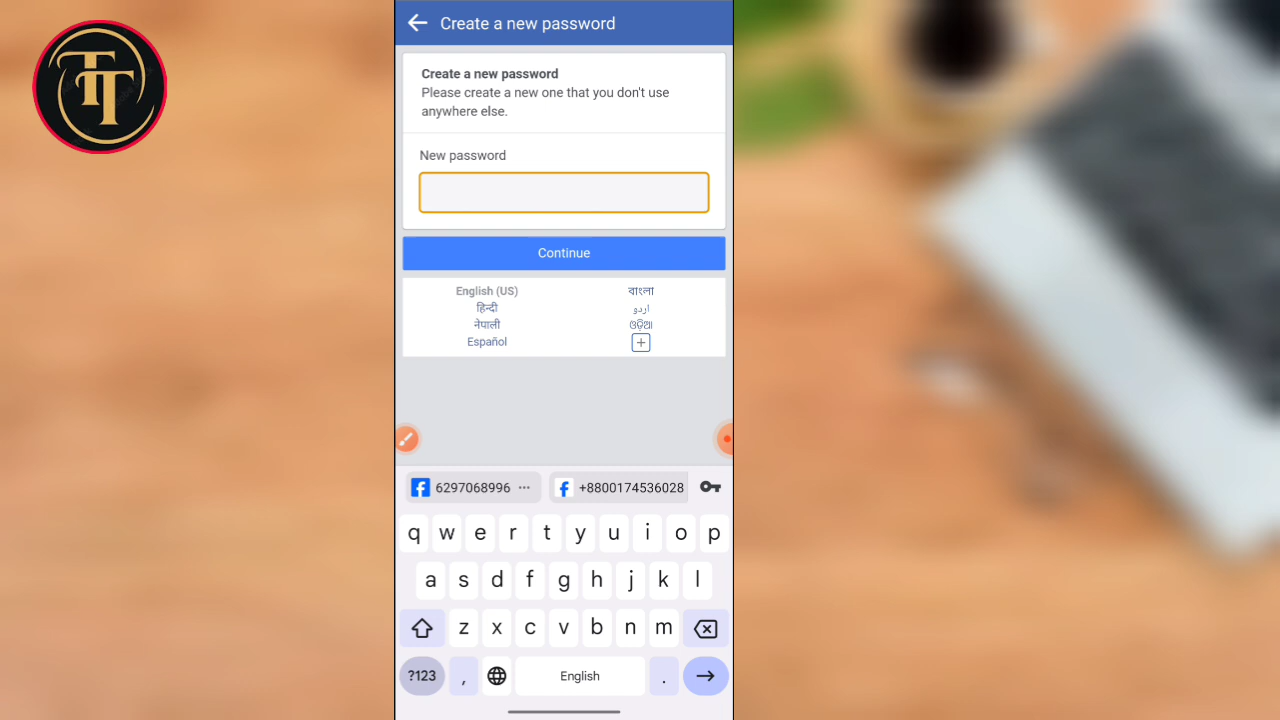 TT
Create a new password
Create a new password
Please create a new one that you don't use
anywhere else.
New password
Continue
English (US)
বাংলা
हिन्दी
اردو
नेपाली
ଓଡ଼ିଆ
Español
+
6297068996 ···
+8800174536028
q w e r t y u i o p
a s d f g h j k l
z x c v b n m
?123 , English .